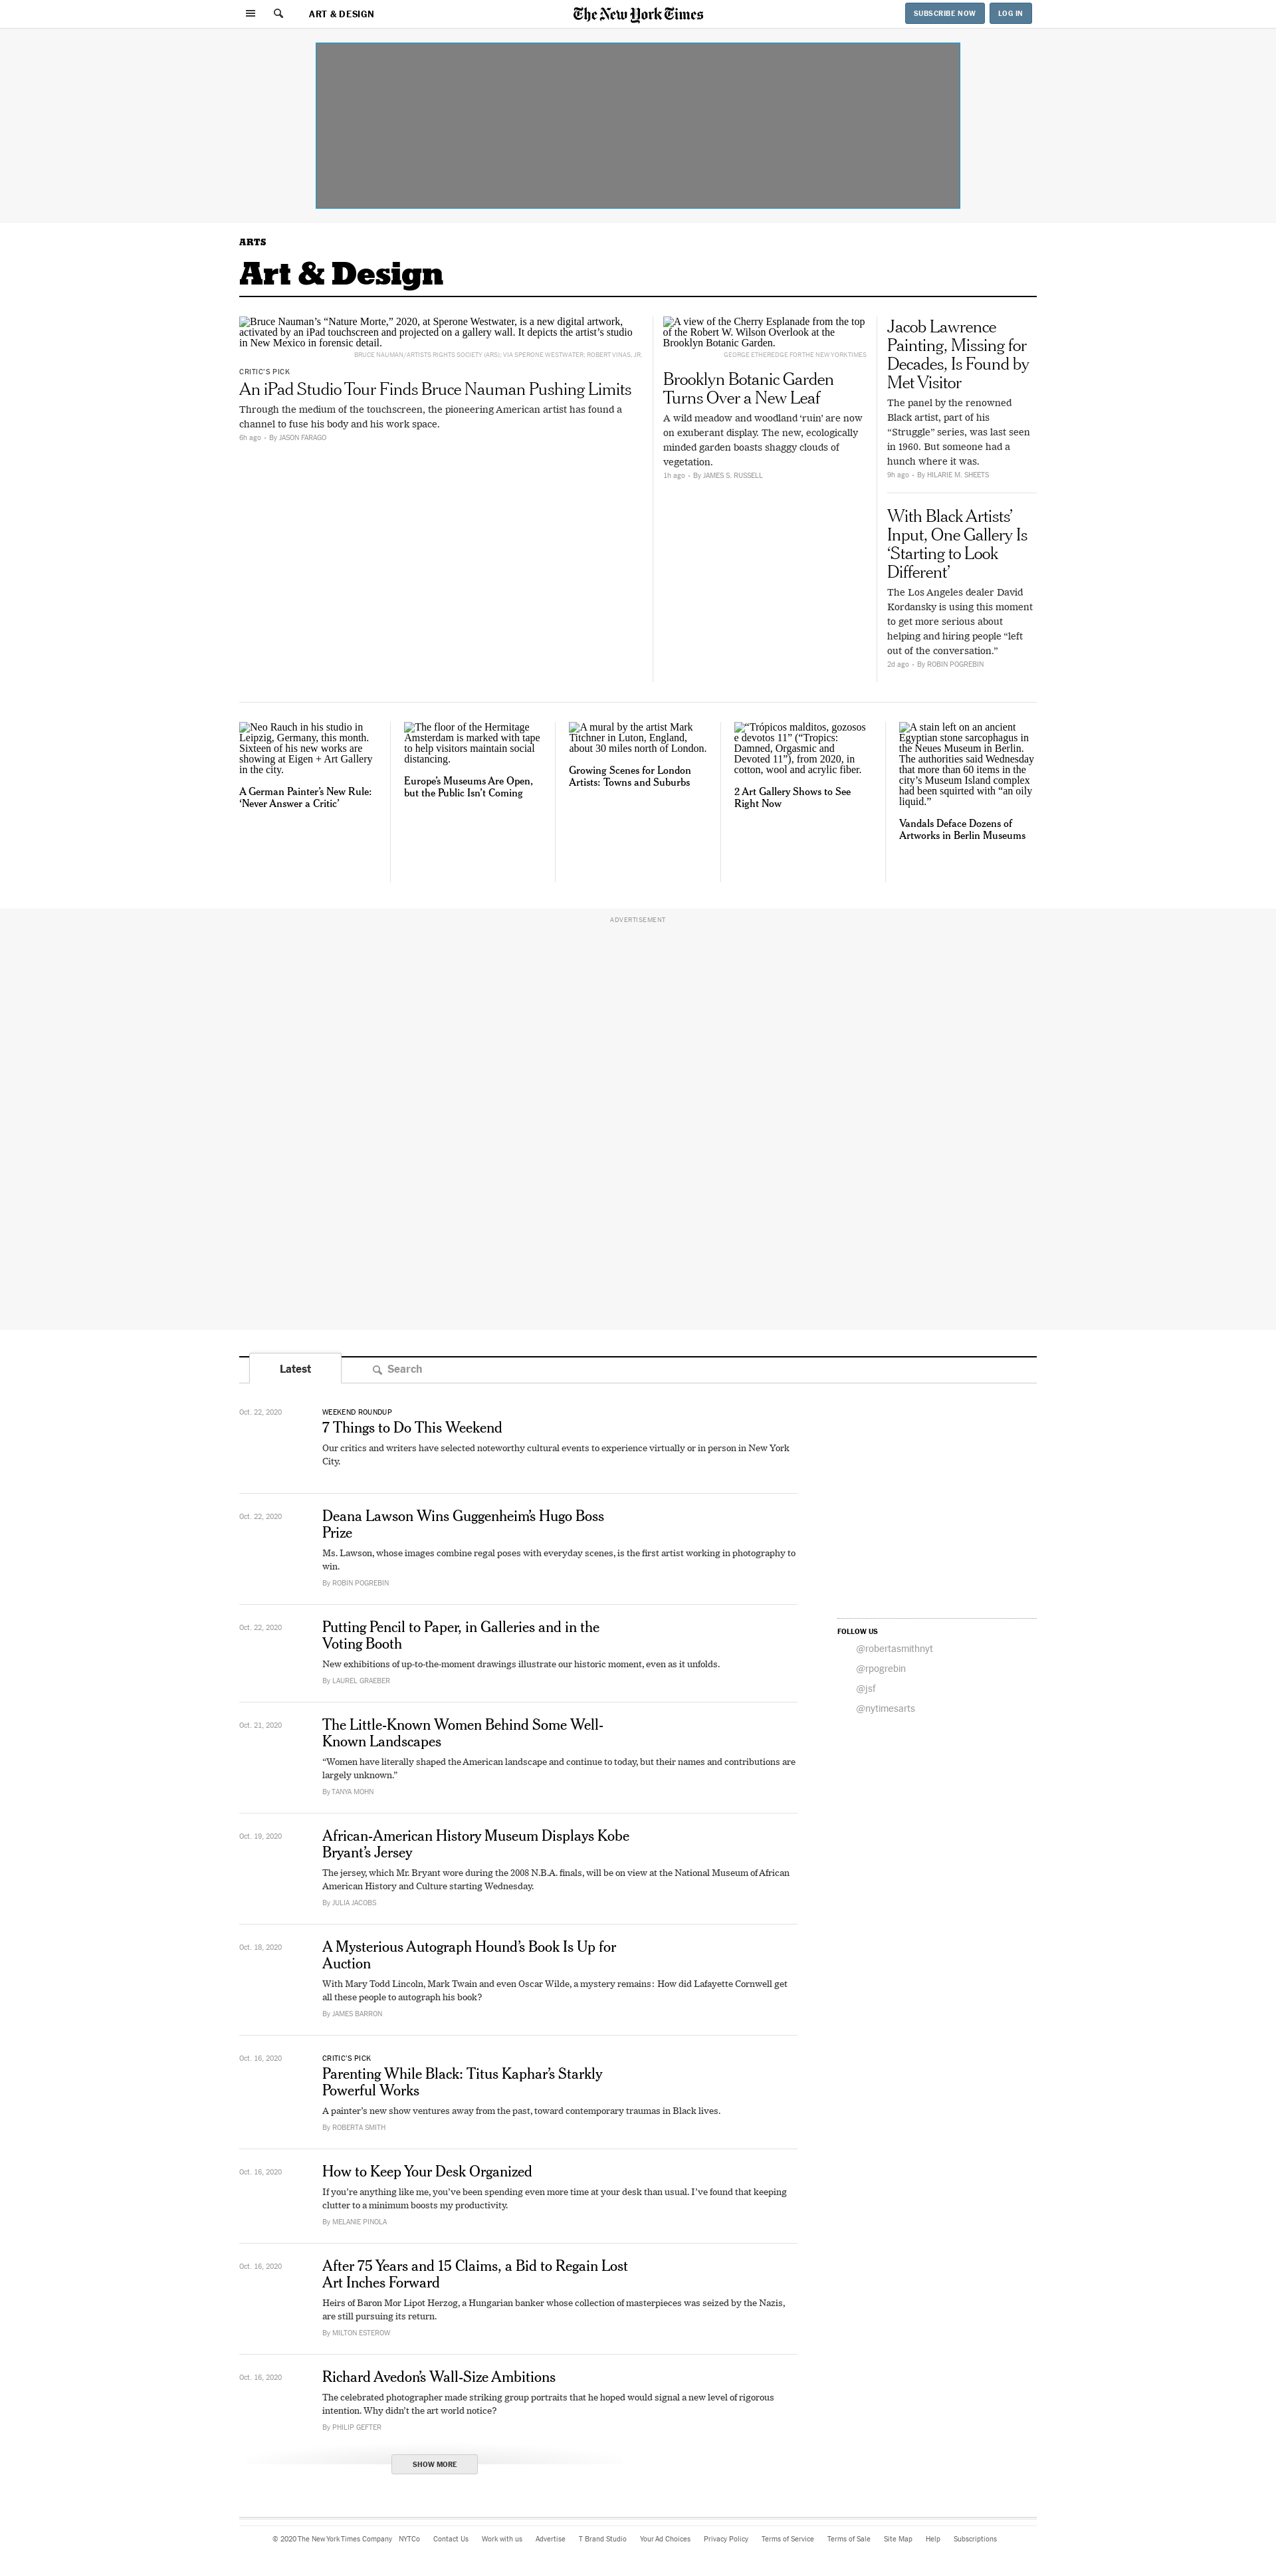 ART & DESIGN
The New York Times
SUBSCRIBE NOW
LOG IN
ARTS
Art & Design
Bruce Nauman’s “Nature Morte,” 2020, at Sperone Westwater, is a new digital artwork,
activated by an iPad touchscreen and projected on a gallery wall. It depicts the artist’s studio
in New Mexico in forensic detail.
BRUCE NAUMAN/ARTISTS RIGHTS SOCIETY (ARS); VIA SPERONE WESTWATER; ROBERT VINAS, JR.
CRITIC’S PICK
An iPad Studio Tour Finds Bruce Nauman Pushing Limits
Through the medium of the touchscreen, the pioneering American artist has found a
channel to fuse his body and his work space.
6h ago • By JASON FARAGO
A view of the Cherry Esplanade from the top
of the Robert W. Wilson Overlook at the
Brooklyn Botanic Garden.
GEORGE ETHEREDGE FOR THE NEW YORK TIMES
Brooklyn Botanic Garden
Turns Over a New Leaf
A wild meadow and woodland ‘ruin’ are now
on exuberant display. The new, ecologically
minded garden boasts shaggy clouds of
vegetation.
1h ago • By JAMES S. RUSSELL
Jacob Lawrence
Painting, Missing for
Decades, Is Found by
Met Visitor
The panel by the renowned
Black artist, part of his
“Struggle” series, was last seen
in 1960. But someone had a
hunch where it was.
9h ago • By HILARIE M. SHEETS
With Black Artists’
Input, One Gallery Is
‘Starting to Look
Different’
The Los Angeles dealer David
Kordansky is using this moment
to get more serious about
helping and hiring people “left
out of the conversation.”
2d ago • By ROBIN POGREBIN
Neo Rauch in his studio in
Leipzig, Germany, this month.
Sixteen of his new works are
showing at Eigen + Art Gallery
in the city.
A German Painter’s New Rule:
‘Never Answer a Critic’
The floor of the Hermitage
Amsterdam is marked with tape
to help visitors maintain social
distancing.
Europe’s Museums Are Open,
but the Public Isn’t Coming
A mural by the artist Mark
Titchner in Luton, England,
about 30 miles north of London.
Growing Scenes for London
Artists: Towns and Suburbs
“Trópicos malditos, gozosos
e devotos 11” (“Tropics:
Damned, Orgasmic and
Devoted 11”), from 2020, in
cotton, wool and acrylic fiber.
2 Art Gallery Shows to See
Right Now
A stain left on an ancient
Egyptian stone sarcophagus in
the Neues Museum in Berlin.
The authorities said Wednesday
that more than 60 items in the
city’s Museum Island complex
had been squirted with “an oily
liquid.”
Vandals Deface Dozens of
Artworks in Berlin Museums
ADVERTISEMENT
Latest
Search
Oct. 22, 2020
WEEKEND ROUNDUP
7 Things to Do This Weekend
Our critics and writers have selected noteworthy cultural events to experience virtually or in person in New York
City.
Oct. 22, 2020
Deana Lawson Wins Guggenheim’s Hugo Boss
Prize
Ms. Lawson, whose images combine regal poses with everyday scenes, is the first artist working in photography to
win.
By ROBIN POGREBIN
Oct. 22, 2020
Putting Pencil to Paper, in Galleries and in the
Voting Booth
New exhibitions of up-to-the-moment drawings illustrate our historic moment, even as it unfolds.
By LAUREL GRAEBER
FOLLOW US
@robertasmithnyt
@rpogrebin
@jsf
@nytimesarts
Oct. 21, 2020
The Little-Known Women Behind Some Well-
Known Landscapes
“Women have literally shaped the American landscape and continue to today, but their names and contributions are
largely unknown.”
By TANYA MOHN
Oct. 19, 2020
African-American History Museum Displays Kobe
Bryant’s Jersey
The jersey, which Mr. Bryant wore during the 2008 N.B.A. finals, will be on view at the National Museum of African
American History and Culture starting Wednesday.
By JULIA JACOBS
Oct. 18, 2020
A Mysterious Autograph Hound’s Book Is Up for
Auction
With Mary Todd Lincoln, Mark Twain and even Oscar Wilde, a mystery remains: How did Lafayette Cornwell get
all these people to autograph his book?
By JAMES BARRON
Oct. 16, 2020
CRITIC’S PICK
Parenting While Black: Titus Kaphar’s Starkly
Powerful Works
A painter’s new show ventures away from the past, toward contemporary traumas in Black lives.
By ROBERTA SMITH
Oct. 16, 2020
How to Keep Your Desk Organized
If you’re anything like me, you’ve been spending even more time at your desk than usual. I’ve found that keeping
clutter to a minimum boosts my productivity.
By MELANIE PINOLA
Oct. 16, 2020
After 75 Years and 15 Claims, a Bid to Regain Lost
Art Inches Forward
Heirs of Baron Mor Lipot Herzog, a Hungarian banker whose collection of masterpieces was seized by the Nazis,
are still pursuing its return.
By MILTON ESTEROW
Oct. 16, 2020
Richard Avedon’s Wall-Size Ambitions
The celebrated photographer made striking group portraits that he hoped would signal a new level of rigorous
intention. Why didn’t the art world notice?
By PHILIP GEFTER
SHOW MORE
© 2020 The New York Times Company NYTCo Contact Us Work with us Advertise T Brand Studio Your Ad Choices Privacy Policy Terms of Service Terms of Sale Site Map Help Subscriptions